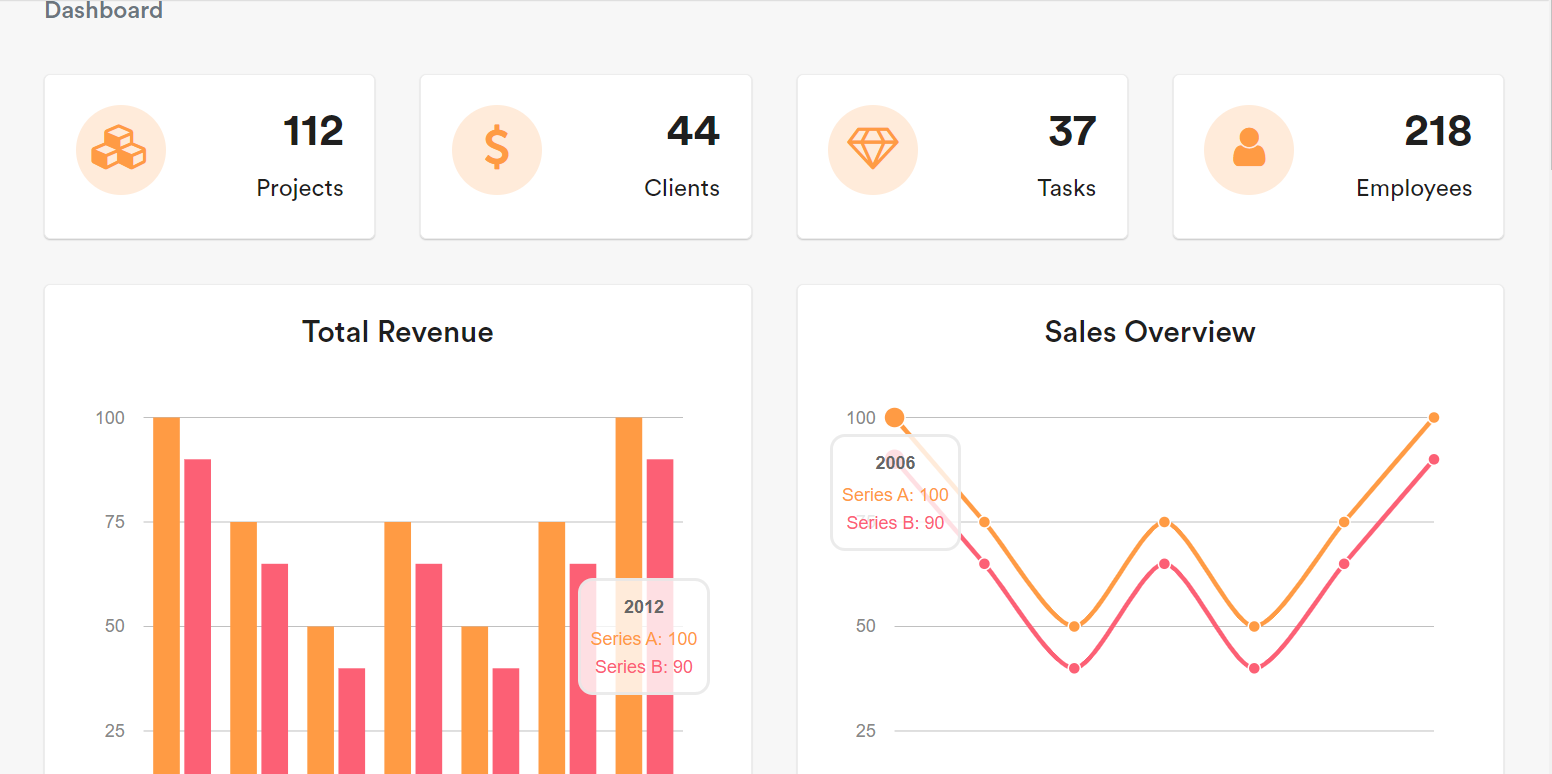 Dashboard
112
Projects
44
Clients
37
Tasks
218
Employees
Total Revenue
100
75
50
25
2012
Series A: 100
Series B: 90
Sales Overview
100
50
25
2006
Series A: 100
Series B: 90